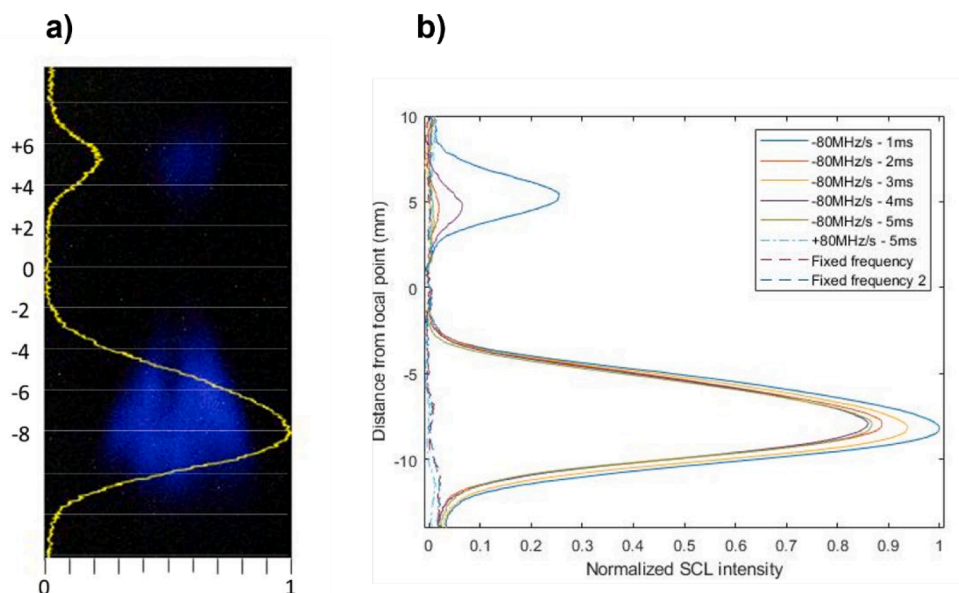 a)
+6
+4
+2
0
-2
-4
-6
-8
0 1
b)
10
5
0
-5
-10
Distance from focal point (mm)
-80MHz/s - 1ms
-80MHz/s - 2ms
-80MHz/s - 3ms
-80MHz/s - 4ms
-80MHz/s - 5ms
+80MHz/s - 5ms
Fixed frequency
Fixed frequency 2
0 0.1 0.2 0.3 0.4 0.5 0.6 0.7 0.8 0.9 1
Normalized SCL intensity